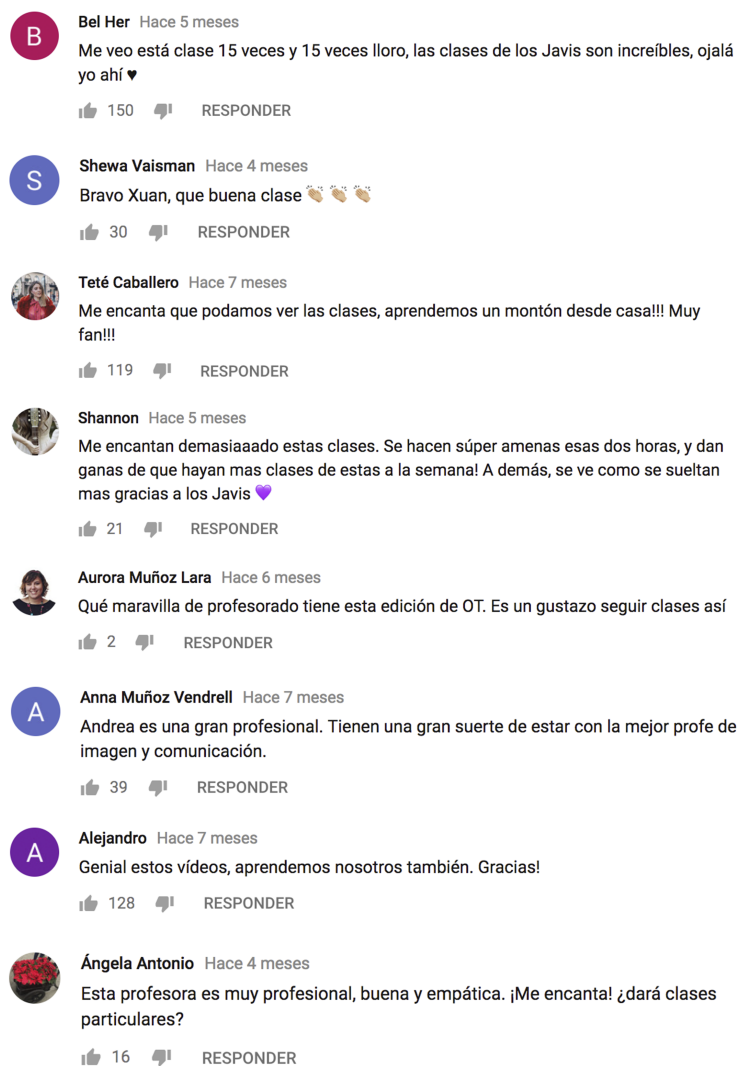 B
Bel Her Hace 5 meses
Me veo está clase 15 veces y 15 veces lloro, las clases de los Javis son increíbles, ojalá
yo ahí ♥
150 RESPONDER
S
Shewa Vaisman Hace 4 meses
Bravo Xuan, que buena clase 👏🏼 👏🏼 👏🏼
30 RESPONDER
Teté Caballero Hace 7 meses
Me encanta que podamos ver las clases, aprendemos un montón desde casa!!! Muy
fan!!!
119 RESPONDER
Shannon Hace 5 meses
Me encantan demasiaaado estas clases. Se hacen súper amenas esas dos horas, y dan
ganas de que hayan mas clases de estas a la semana! A demás, se ve como se sueltan
mas gracias a los Javis 💜
21 RESPONDER
Aurora Muñoz Lara Hace 6 meses
Qué maravilla de profesorado tiene esta edición de OT. Es un gustazo seguir clases así
2 RESPONDER
A
Anna Muñoz Vendrell Hace 7 meses
Andrea es una gran profesional. Tienen una gran suerte de estar con la mejor profe de
imagen y comunicación.
39 RESPONDER
A
Alejandro Hace 7 meses
Genial estos vídeos, aprendemos nosotros también. Gracias!
128 RESPONDER
Ángela Antonio Hace 4 meses
Esta profesora es muy profesional, buena y empática. ¡Me encanta! ¿dará clases
particulares?
16 RESPONDER